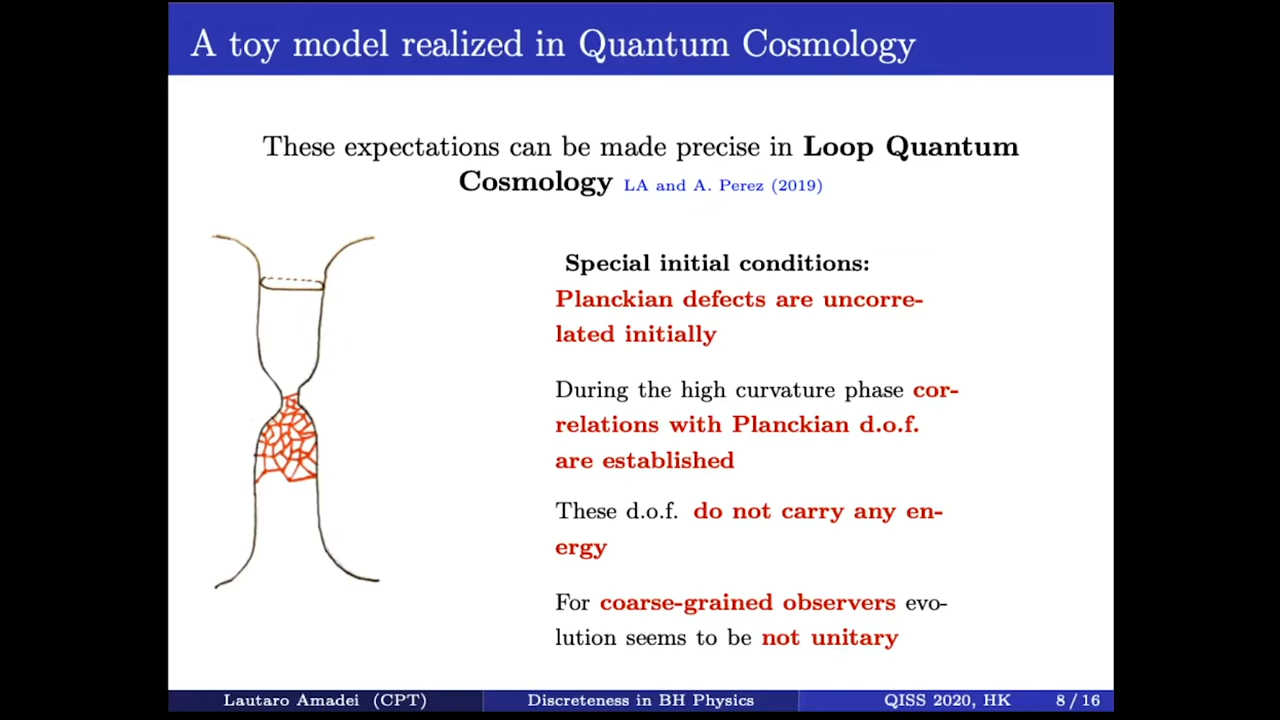 A toy model realized in Quantum Cosmology
These expectations can be made precise in Loop Quantum
Cosmology LA and A. Perez (2019)
Special initial conditions:
Planckian defects are uncorre-
lated initially
During the high curvature phase cor-
relations with Planckian d.o.f.
are established
These d.o.f. do not carry any en-
ergy
For coarse-grained observers evo-
lution seems to be not unitary
Lautaro Amadei (CPT) Discreteness in BH Physics QISS 2020, HK 8 / 16